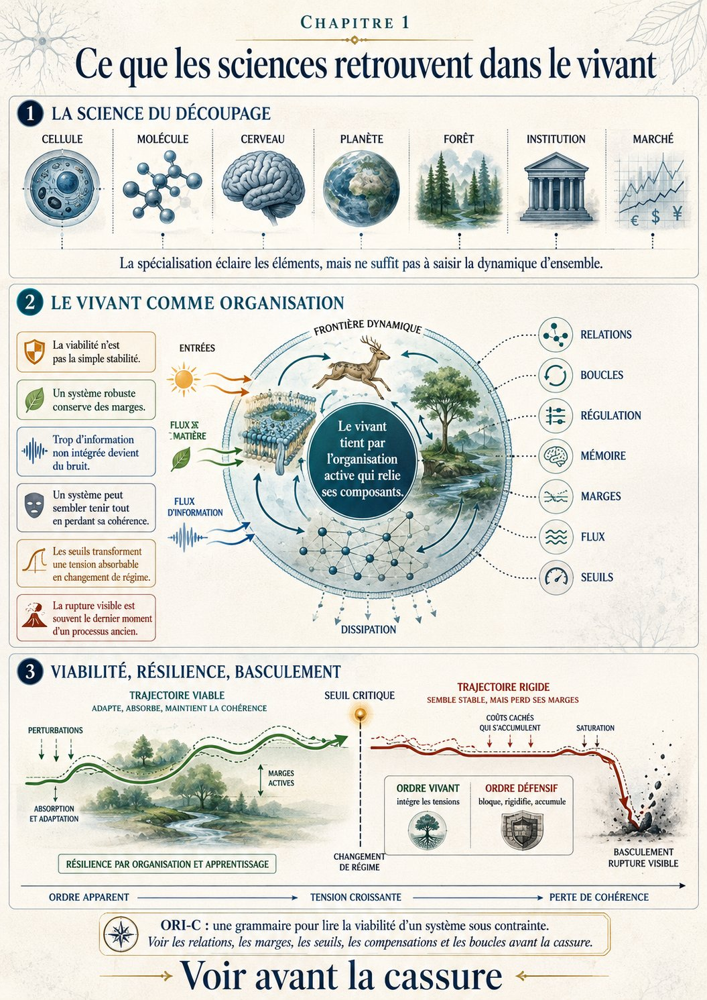 CHAPITRE 1
Ce que les sciences retrouvent dans le vivant
1 LA SCIENCE DU DÉCOUPAGE
CELLULE
MOLÉCULE
CERVEAU
PLANÈTE
FORÊT
INSTITUTION
MARCHÉ
€ $ ¥
La spécialisation éclaire les éléments, mais ne suffit pas à saisir la dynamique d'ensemble.
2 LE VIVANT COMME ORGANISATION
La viabilité n'est
pas la simple stabilité.
Un système robuste
conserve des marges.
Trop d'information
non intégrée devient
du bruit.
Un système peut
sembler tenir tout
en perdant sa cohérence.
Les seuils transforment
une tension absorbable
en changement de régime.
La rupture visible est
souvent le dernier moment
d'un processus ancien.
ENTRÉES
FLUX
MATIÈRE
FLUX
D'INFORMATION
FRONTIÈRE DYNAMIQUE
Le vivant
tient par
l'organisation
active qui relie
ses composants.
DISSIPATION
RELATIONS
BOUCLES
RÉGULATION
MÉMOIRE
MARGES
FLUX
SEUILS
3 VIABILITÉ, RÉSILIENCE, BASCULEMENT
TRAJECTOIRE VIABLE
ADAPTE, ABSORBE, MAINTIENT LA COHÉRENCE
PERTURBATIONS
MARGES
ACTIVES
ABSORPTION
ET ADAPTATION
RÉSILIENCE PAR ORGANISATION ET APPRENTISSAGE
SEUIL CRITIQUE
CHANGEMENT
DE RÉGIME
TRAJECTOIRE RIGIDE
SEMBLE STABLE, MAIS PERD SES MARGES
COÛTS CACHÉS
QUI S'ACCUMULENT
SATURATION
ORDRE VIVANT
intègre les tensions
ORDRE DÉFENSIF
bloque, rigidifie, accumule
BASCULEMENT
RUPTURE VISIBLE
ORDRE APPARENT
TENSION CROISSANTE
PERTE DE COHÉRENCE
ORI-C : une grammaire pour lire la viabilité d'un système sous contrainte.
Voir les relations, les marges, les seuils, les compensations et les boucles avant la cassure.
Voir avant la cassure